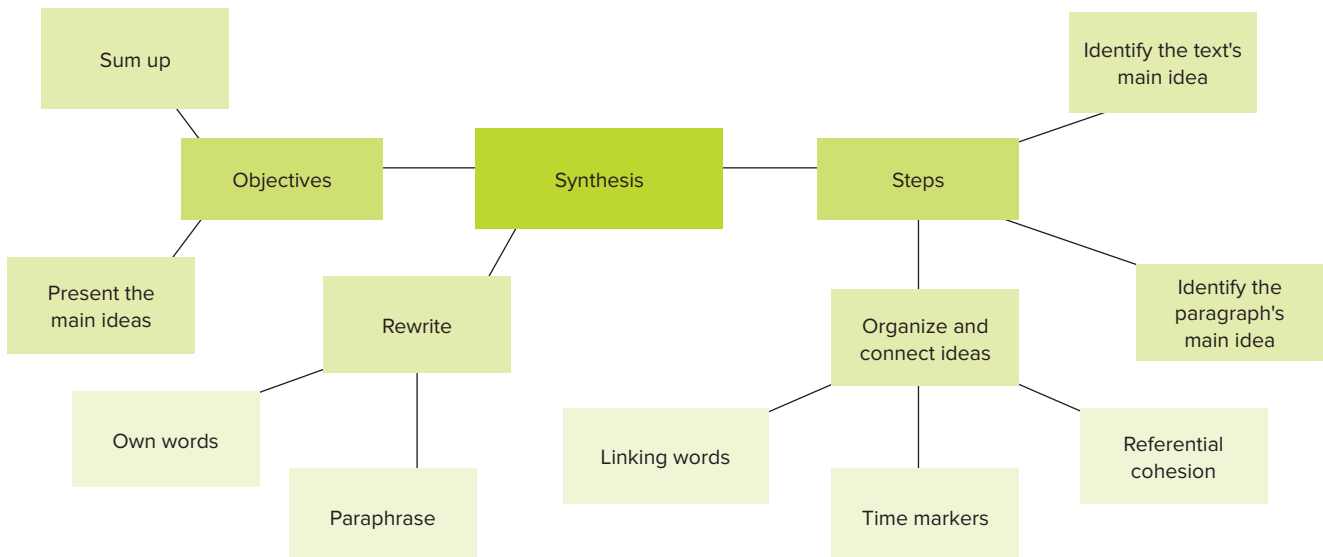 Sum up
Identify the text's
main idea
Objectives
Synthesis
Steps
Present the
main ideas
Rewrite
Organize and
connect ideas
Identify the
paragraph's
main idea
Own words
Linking words
Referential
cohesion
Paraphrase
Time markers